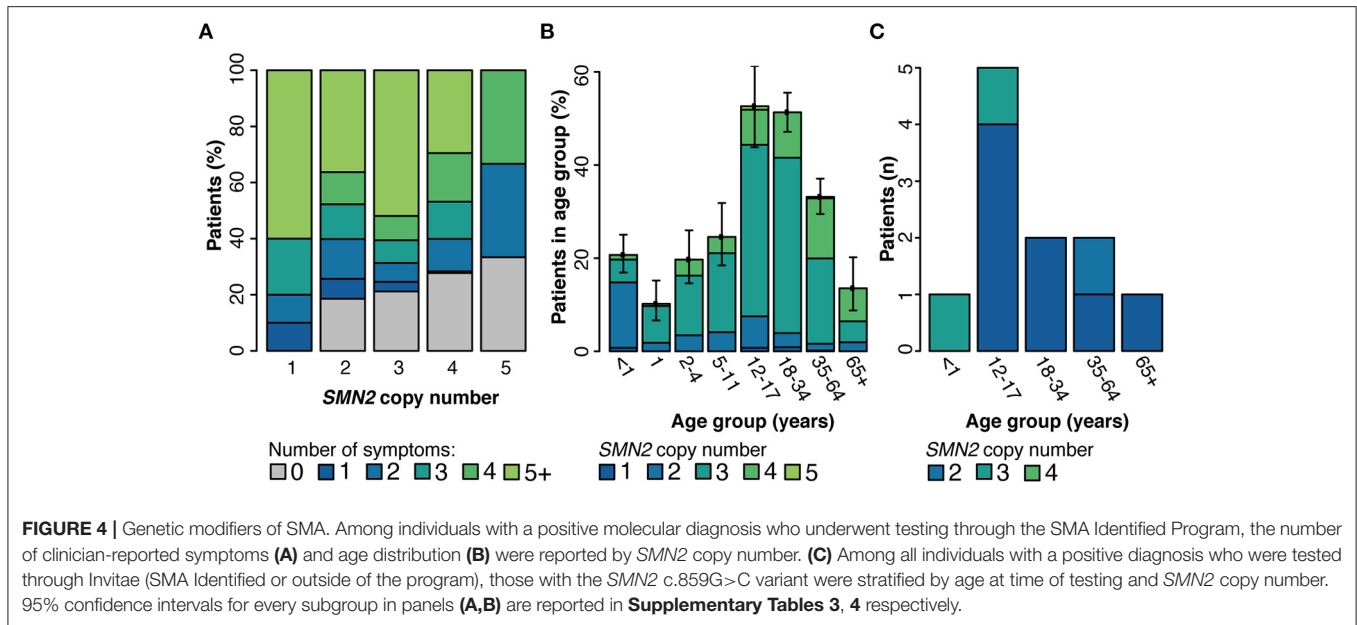 A
Patients (%)
0 20 40 60 80 100
1 2 3 4 5
SMN2 copy number
Number of symptoms:
0 1 2 3 4 5+
B
Patients in age group (%)
0 20 40 60
<1 1 2-4 5-11 12-17 18-34 35-64 65+
Age group (years)
SMN2 copy number
1 2 3 4 5
C
Patients (n)
0 1 2 3 4 5
<1 12-17 18-34 35-64 65+
Age group (years)
SMN2 copy number
2 3 4
FIGURE 4 | Genetic modifiers of SMA. Among individuals with a positive molecular diagnosis who underwent testing through the SMA Identified Program, the number
of clinician-reported symptoms (A) and age distribution (B) were reported by SMN2 copy number. (C) Among all individuals with a positive diagnosis who were tested
through Invitae (SMA Identified or outside of the program), those with the SMN2 c.859G>C variant were stratified by age at time of testing and SMN2 copy number.
95% confidence intervals for every subgroup in panels (A,B) are reported in Supplementary Tables 3, 4 respectively.